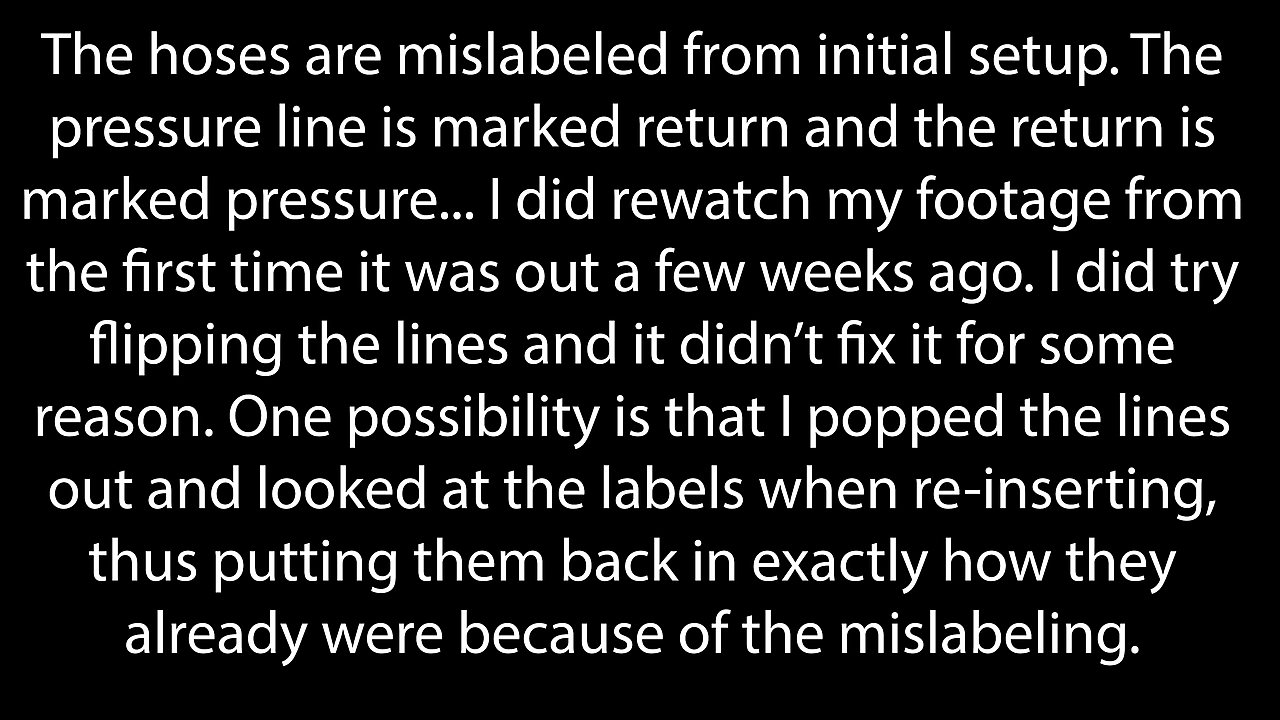 The hoses are mislabeled from initial setup. The
pressure line is marked return and the return is
marked pressure... I did rewatch my footage from
the first time it was out a few weeks ago. I did try
flipping the lines and it didn’t fix it for some
reason. One possibility is that I popped the lines
out and looked at the labels when re-inserting,
thus putting them back in exactly how they
already were because of the mislabeling.